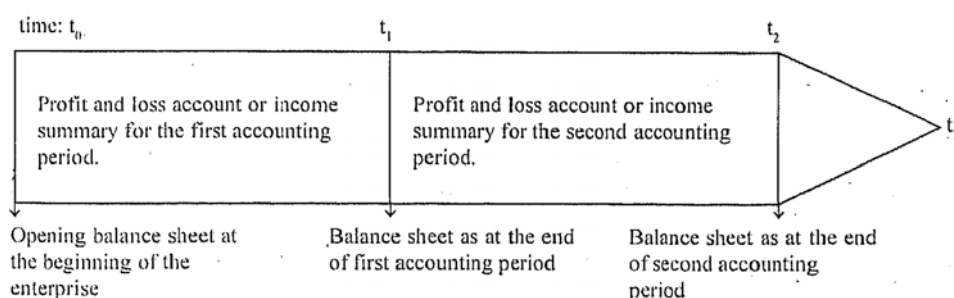 time: t₀
t₁
t₂
Profit and loss account or income
summary for the first accounting
period.
Profit and loss account or income
summary for the second accounting
period.
t
Opening balance sheet at
the beginning of the
enterprise
Balance sheet as at the end
of first accounting period
Balance sheet as at the end
of second accounting
period